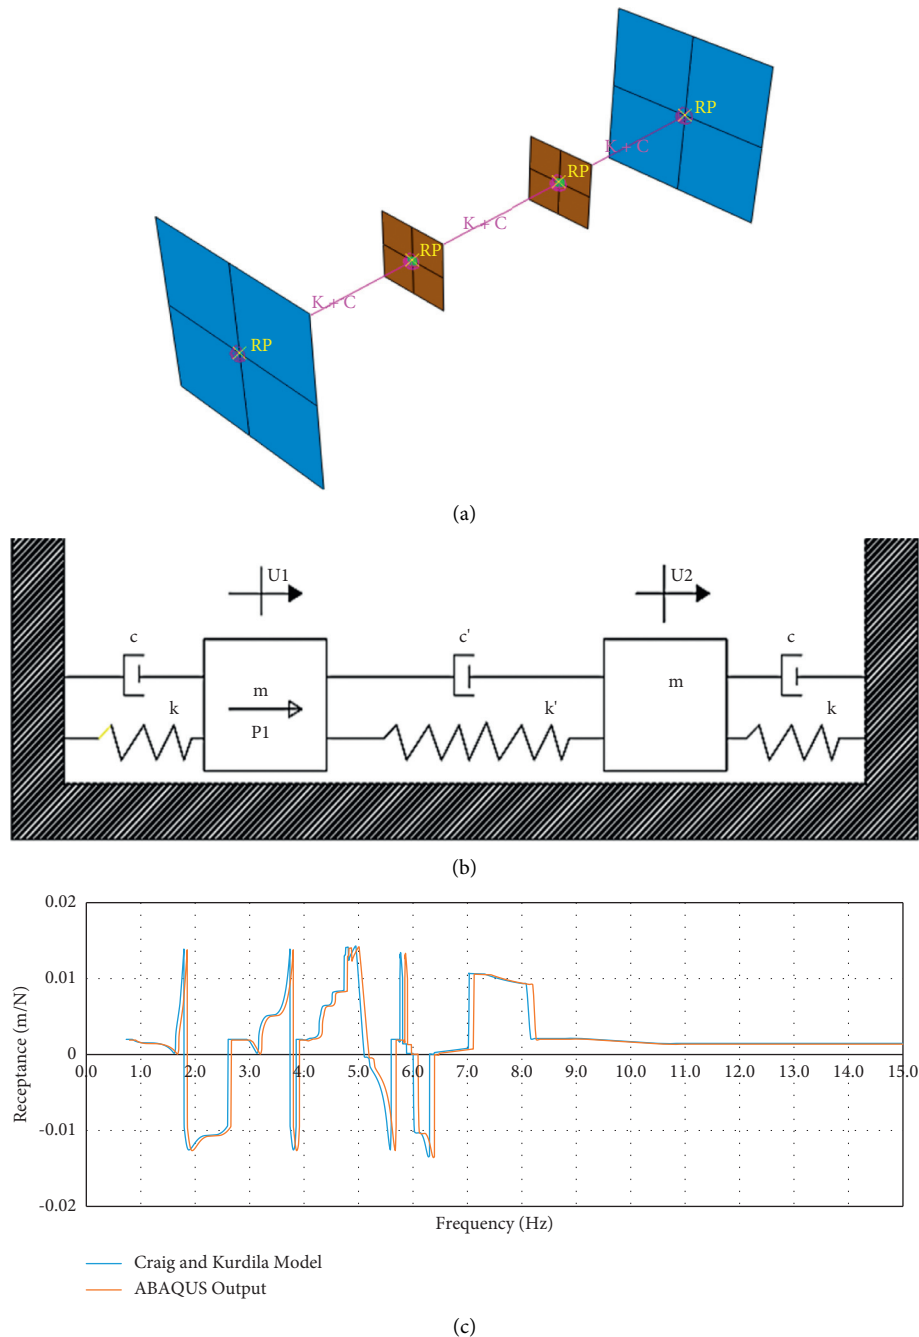 RP
K + C
RP
K + C
RP
K + C
RP
(a)
U1
U2
c
c'
c
m
m
k
k'
k
P1
(b)
0.02
0.01
0
-0.01
-0.02
Receptance (m/N)
0.0 1.0 2.0 3.0 4.0 5.0 6.0 7.0 8.0 9.0 10.0 11.0 12.0 13.0 14.0 15.0
Frequency (Hz)
Craig and Kurdila Model
ABAQUS Output
(c)